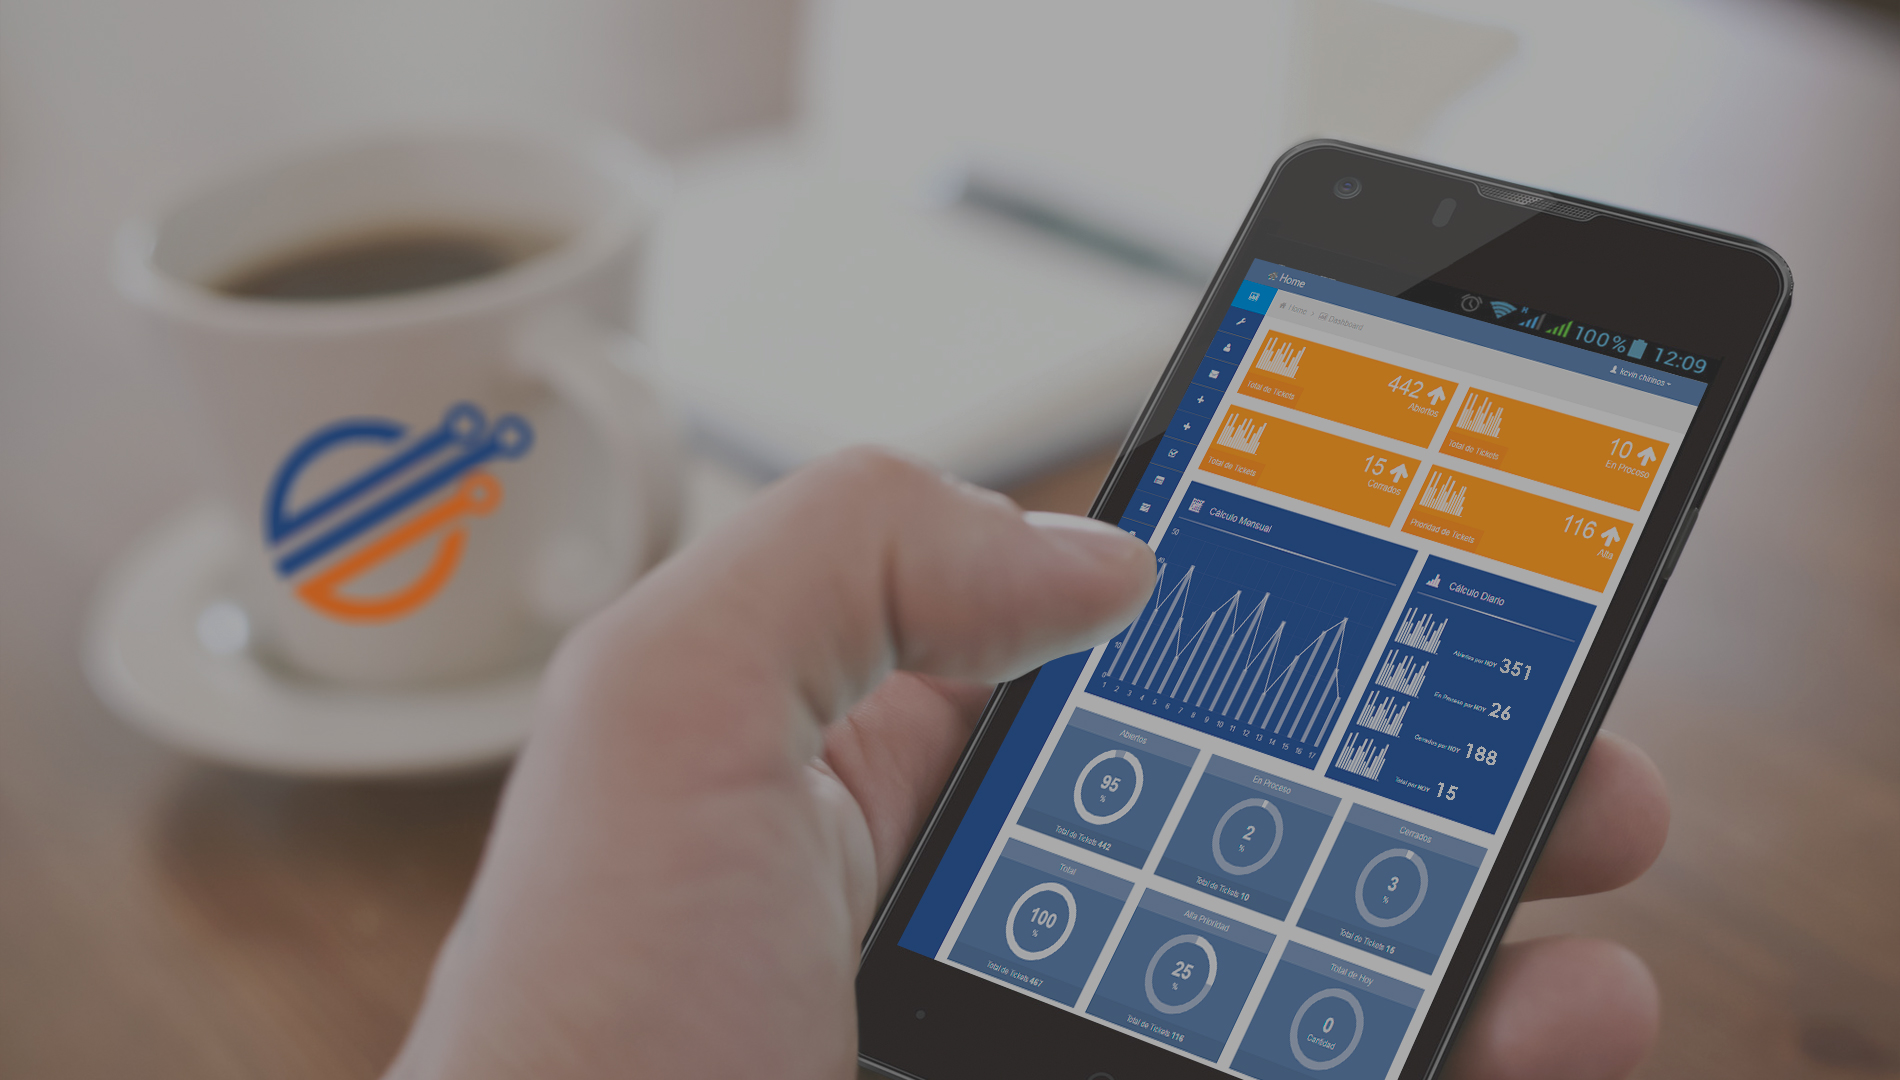 100% 12:09
Home
kevin chirinos
Home > Dashboard
442
Abiertos
Total de Tickets
10
En Proceso
Total de Tickets
15
Cerrados
Total de Tickets
116
Alta
Prioridad de Tickets
Cálculo Mensual
50
10
0
1 2 3 4 5 6 7 8 9 10 11 12 13 14 15 16 17
Cálculo Diario
Abiertos por HOY 351
En Proceso por HOY 26
Cerrados por HOY 188
Total por HOY 15
Abiertos
95
%
Total de Tickets 442
En Proceso
2
%
Total de Tickets 10
Cerrados
3
%
Total de Tickets 15
Total
100
%
Total de Tickets 467
Alta Prioridad
25
%
Total de Tickets 116
Total de Hoy
0
Cantidad